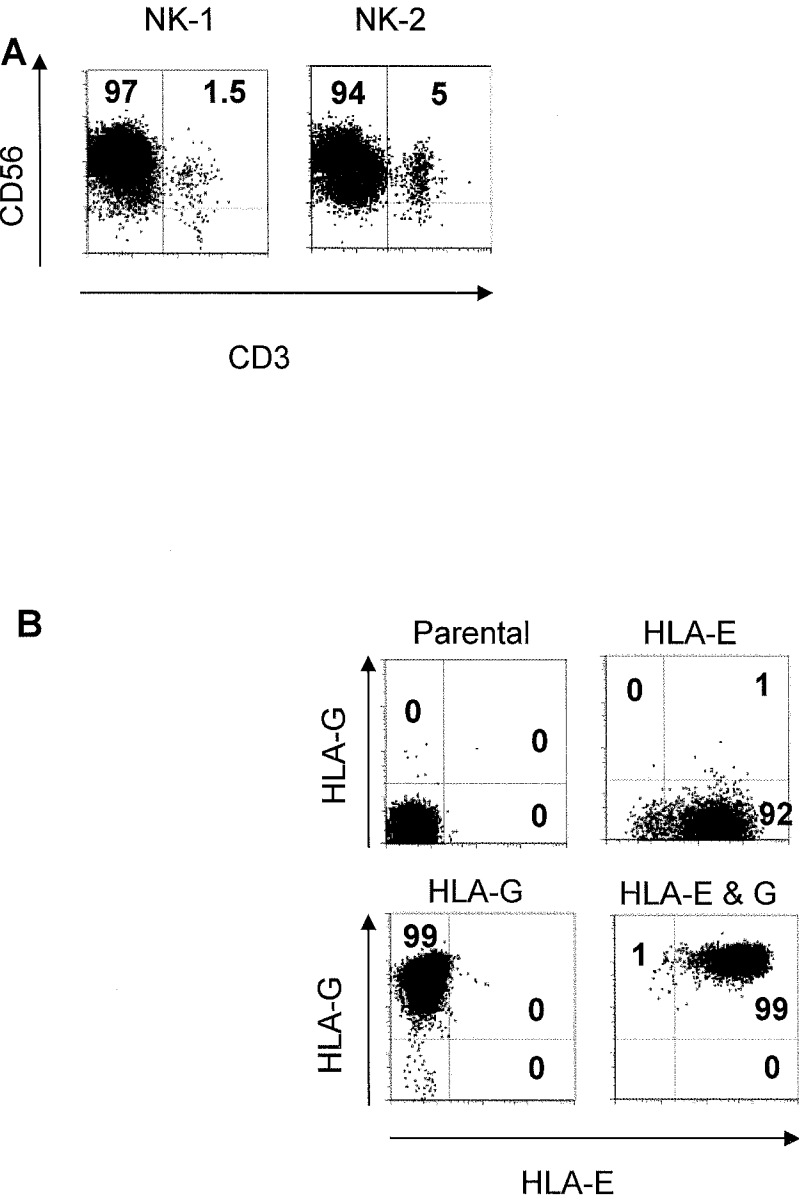 NK-1 NK-2
A
97 1.5 94 5
CD56
CD3
B
Parental HLA-E
HLA-G
0 0 0
0 1 92
HLA-G HLA-E & G
HLA-G
99 0 0
1 99 0
HLA-E